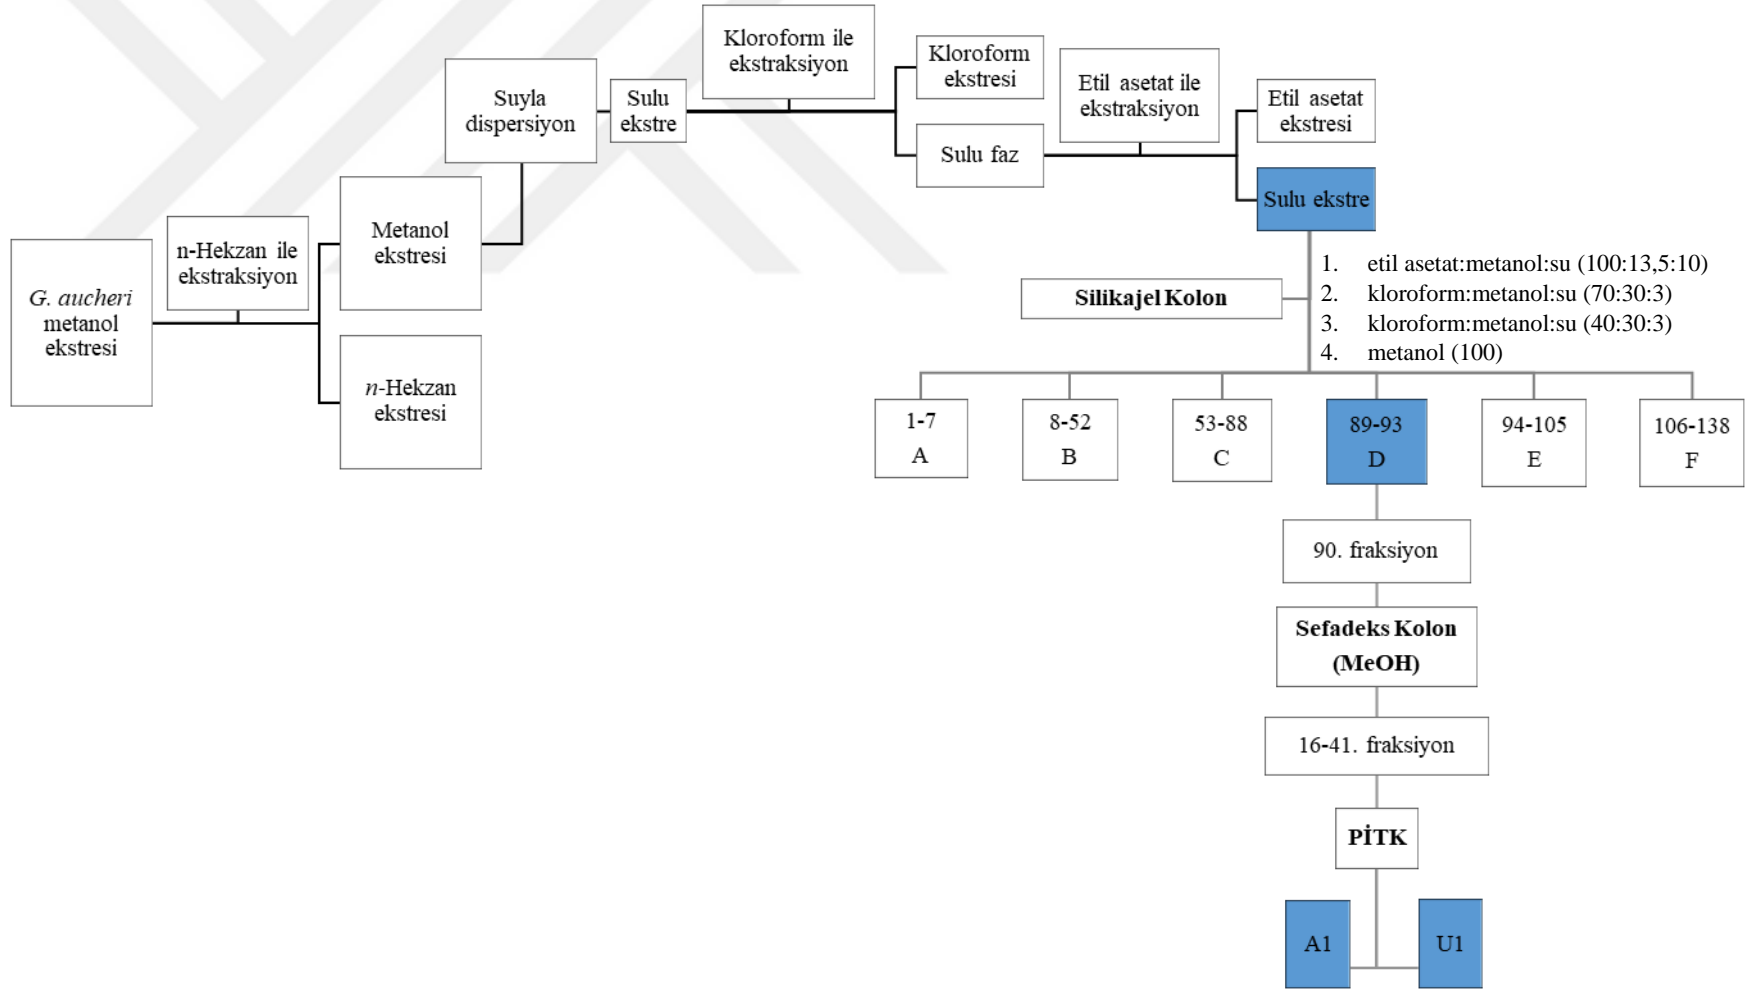 G. aucheri
metanol
ekstresi
n-Hekzan ile
ekstraksiyon
Metanol
ekstresi
n-Hekzan
ekstresi
Suyla
dispersiyon
Sulu
ekstre
Kloroform ile
ekstraksiyon
Kloroform
ekstresi
Sulu faz
Etil asetat ile
ekstraksiyon
Etil asetat
ekstresi
Sulu ekstre
Silikajel Kolon
1. etil asetat:metanol:su (100:13,5:10)
2. kloroform:metanol:su (70:30:3)
3. kloroform:metanol:su (40:30:3)
4. metanol (100)
1-7
A
8-52
B
53-88
C
89-93
D
94-105
E
106-138
F
90. fraksiyon
Sefadeks Kolon
(MeOH)
16-41. fraksiyon
PİTK
A1
U1